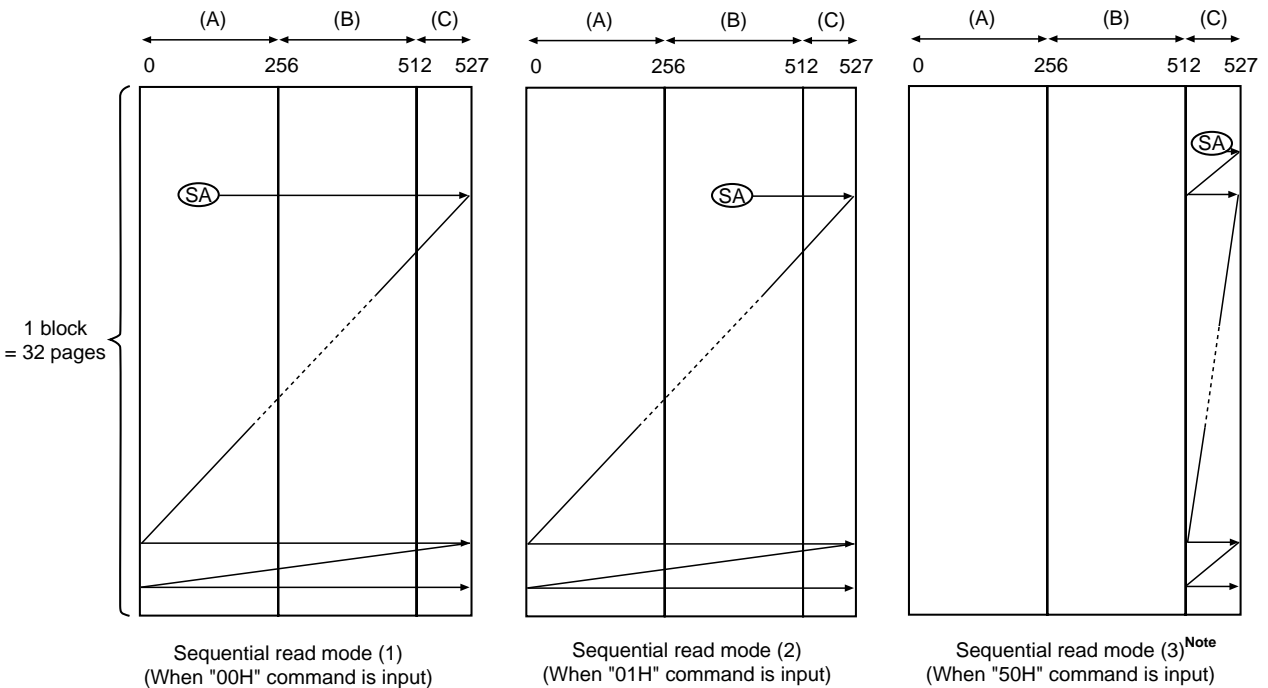 (A) (B) (C) (A) (B) (C) (A) (B) (C)
0 256 512 527 0 256 512 527 0 256 512 527
SA
SA SA
1 block
= 32 pages
Sequential read mode (1) Sequential read mode (2) Sequential read mode (3)Note
(When "00H" command is input) (When "01H" command is input) (When "50H" command is input)